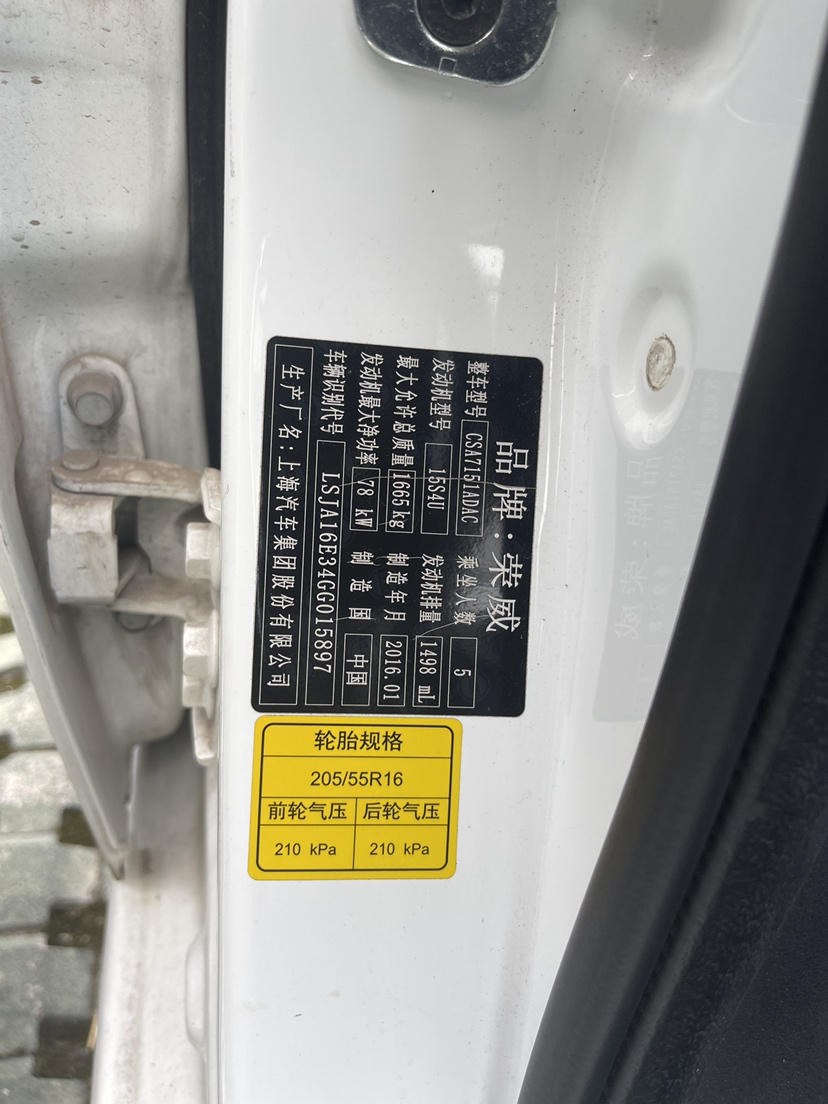 品牌:荣威
整车型号 CSA7151ADAC 乘坐人数 5
发动机型号 15S4U 发动机排量 1498 mL
最大允许总质量 1665kg 制造年月 2016.01
发动机最大净功率 78 kW 制造国 中国
车辆识别代号 LSJA16E34GG015897
生产厂名:上海汽车集团股份有限公司
轮胎规格
205/55R16
前轮气压 后轮气压
210 kPa 210 kPa